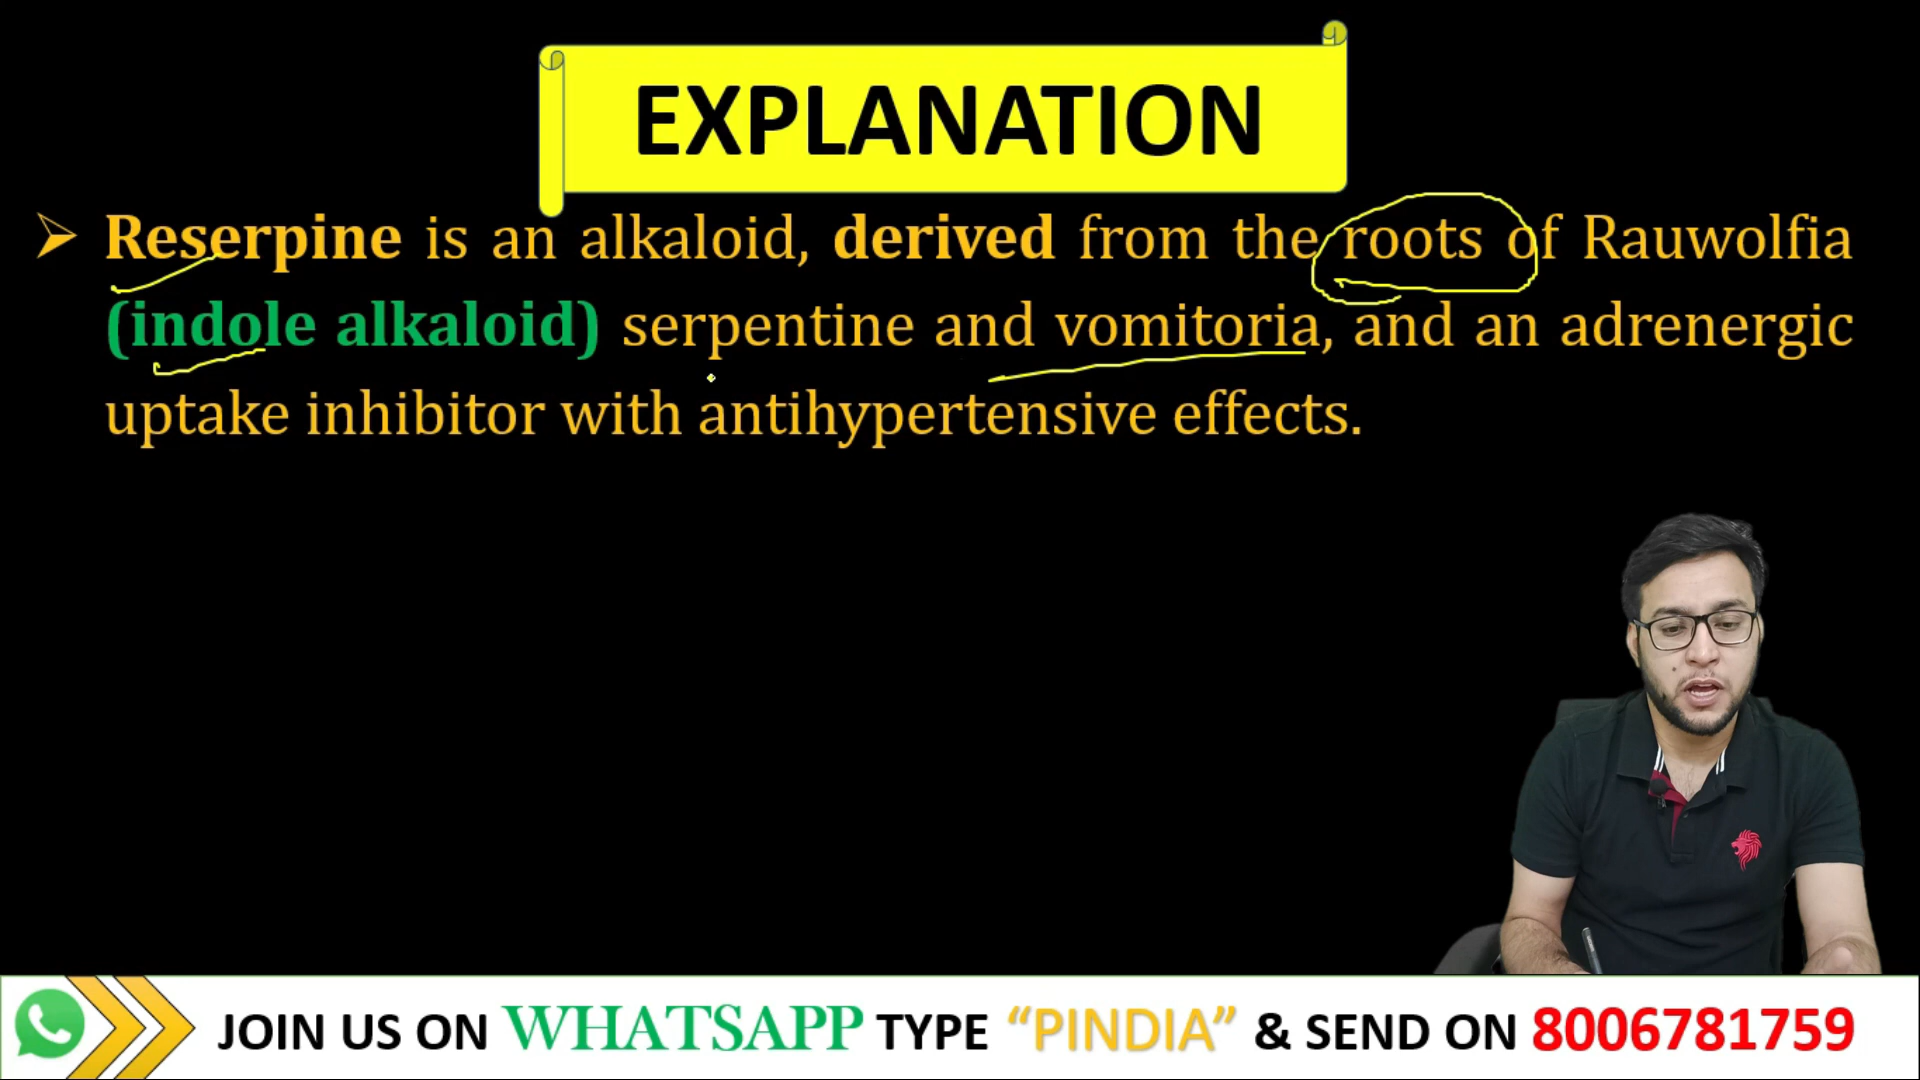 EXPLANATION
Reserpine is an alkaloid, derived from the roots of Rauwolfia
(indole alkaloid) serpentine and vomitoria, and an adrenergic
uptake inhibitor with antihypertensive effects.
JOIN US ON WHATSAPP TYPE “PINDIA” & SEND ON 8006781759